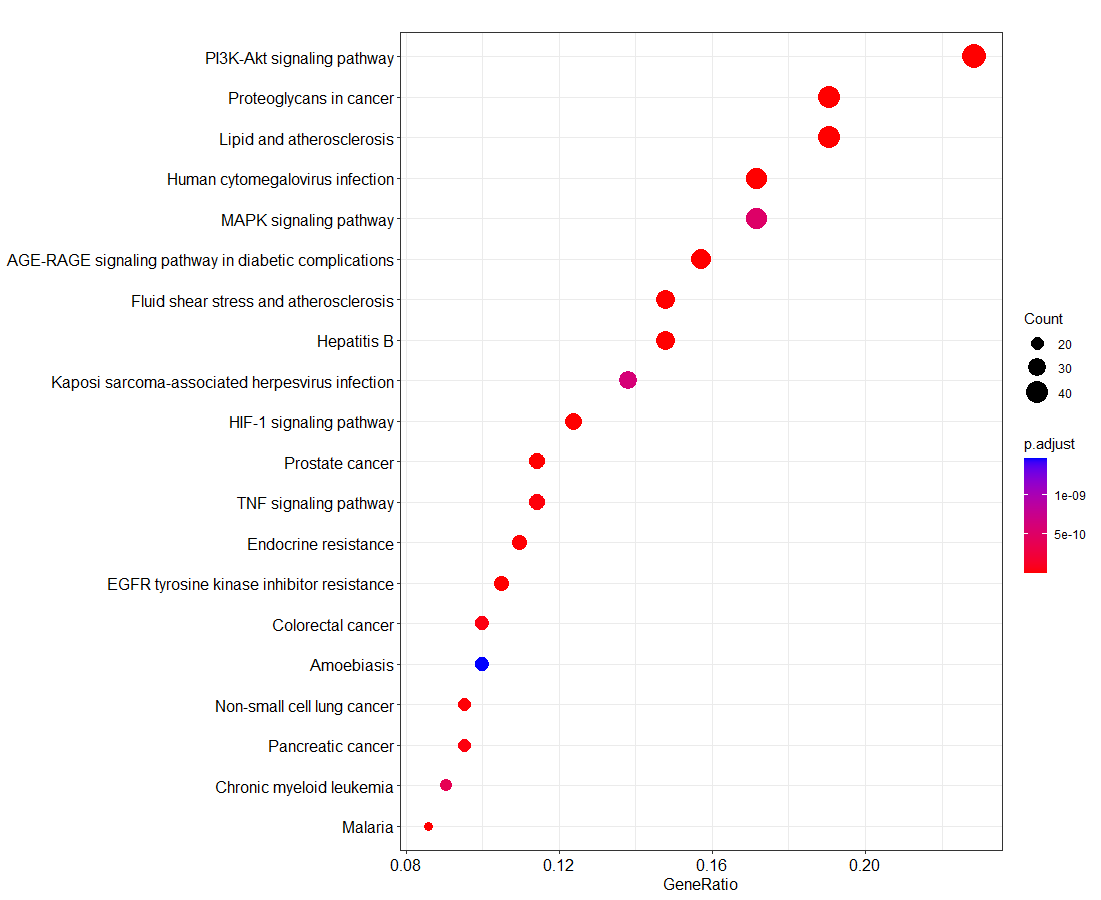 PI3K-Akt signaling pathway
Proteoglycans in cancer
Lipid and atherosclerosis
Human cytomegalovirus infection
MAPK signaling pathway
AGE-RAGE signaling pathway in diabetic complications
Fluid shear stress and atherosclerosis
Hepatitis B
Kaposi sarcoma-associated herpesvirus infection
HIF-1 signaling pathway
Prostate cancer
TNF signaling pathway
Endocrine resistance
EGFR tyrosine kinase inhibitor resistance
Colorectal cancer
Amoebiasis
Non-small cell lung cancer
Pancreatic cancer
Chronic myeloid leukemia
Malaria
0.08 0.12 0.16 0.20
GeneRatio
Count
20
30
40
p.adjust
1e-09
5e-10